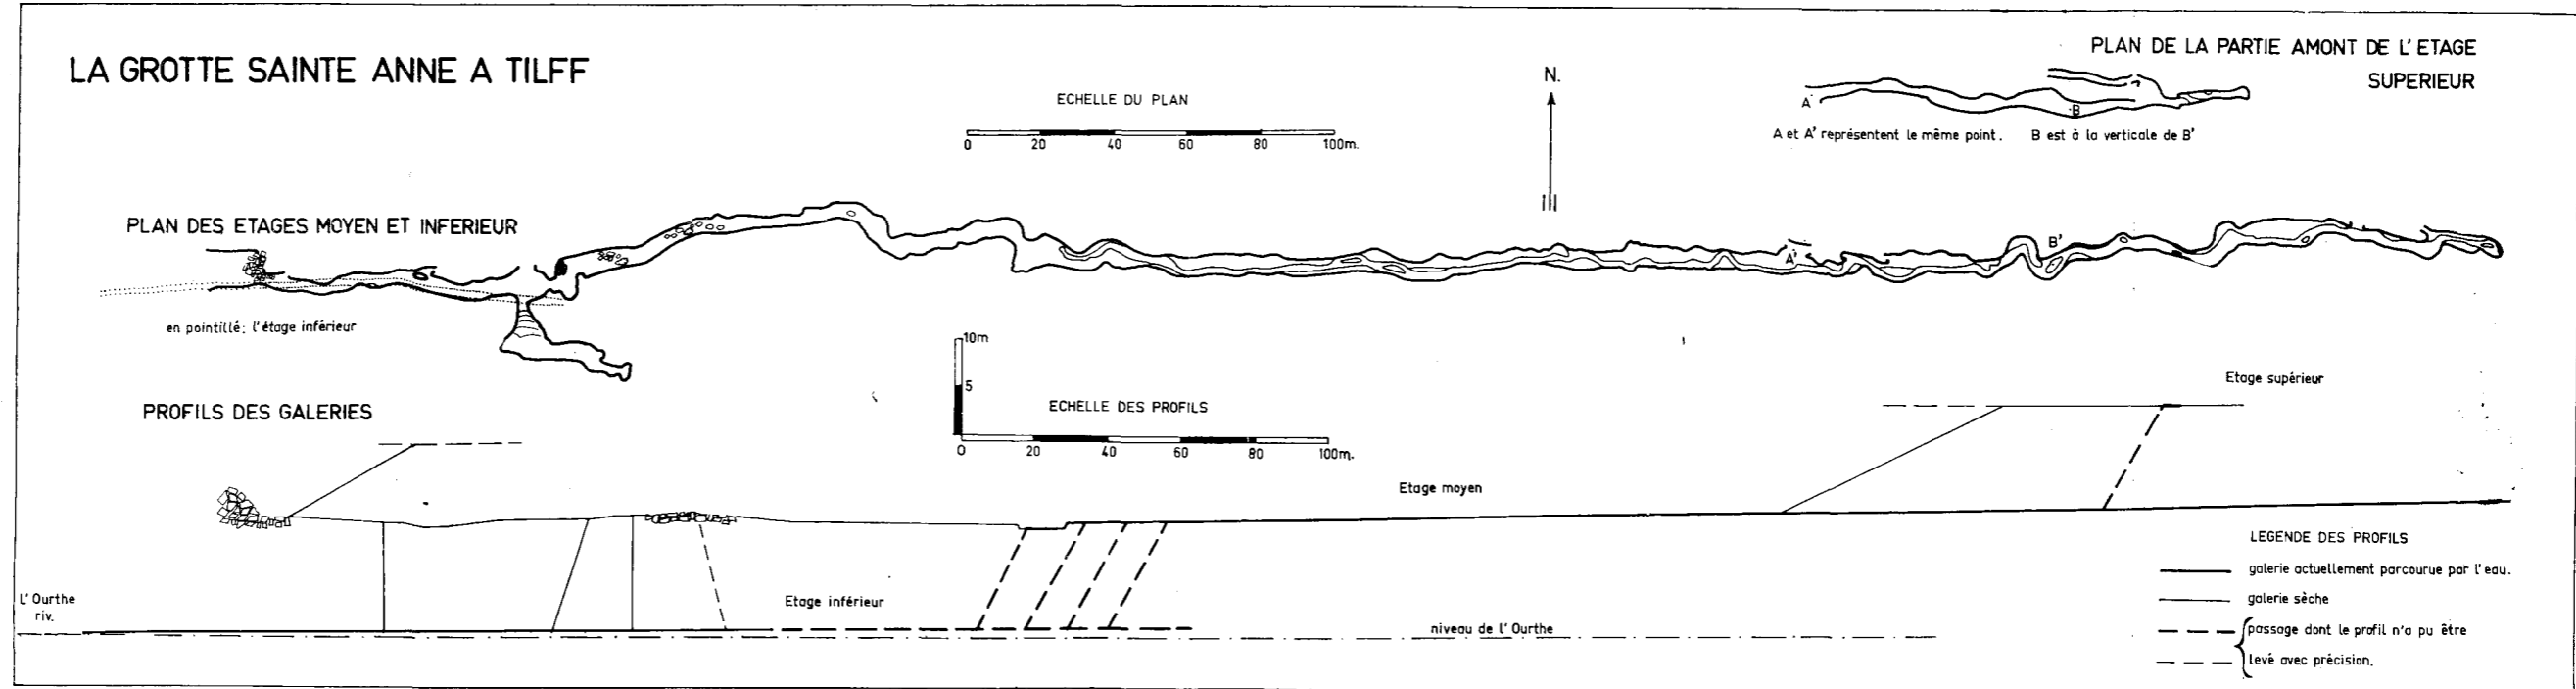 LA GROTTE SAINTE ANNE A TILFF
ECHELLE DU PLAN
0 20 40 60 80 100m.
N.
PLAN DE LA PARTIE AMONT DE L'ETAGE
SUPERIEUR
A
B
A et A' représentent le même point. B est à la verticale de B'
PLAN DES ETAGES MOYEN ET INFERIEUR
A'
B'
en pointillé: l'étage inférieur
10m
5
ECHELLE DES PROFILS
0 20 40 60 80 100m.
PROFILS DES GALERIES
Etage supérieur
Etage moyen
L'Ourthe
riv.
Etage inférieur
niveau de l'Ourthe
LEGENDE DES PROFILS
galerie actuellement parcourue par l'eau.
galerie sèche
passage dont le profil n'a pu être
levé avec précision.